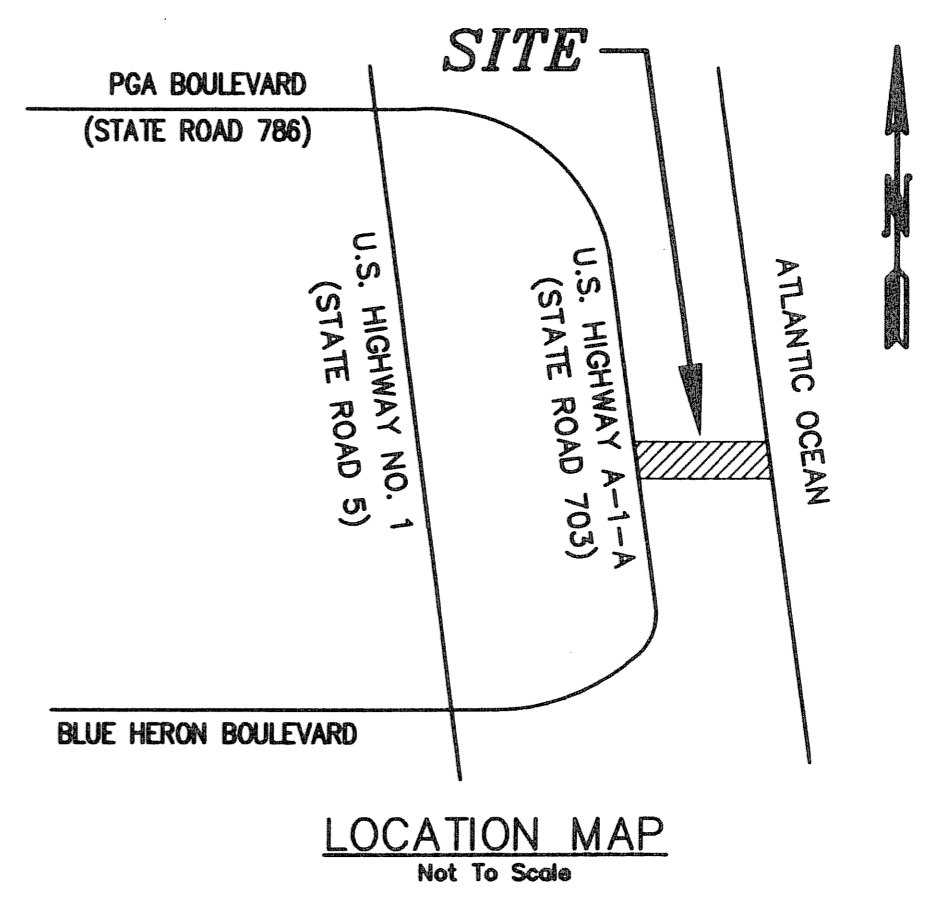 SITE
PGA BOULEVARD
(STATE ROAD 786)
N
U.S. HIGHWAY NO. 1
(STATE ROAD 5)
U.S. HIGHWAY A-1-A
(STATE ROAD 703)
ATLANTIC OCEAN
BLUE HERON BOULEVARD
LOCATION MAP
Not To Scale